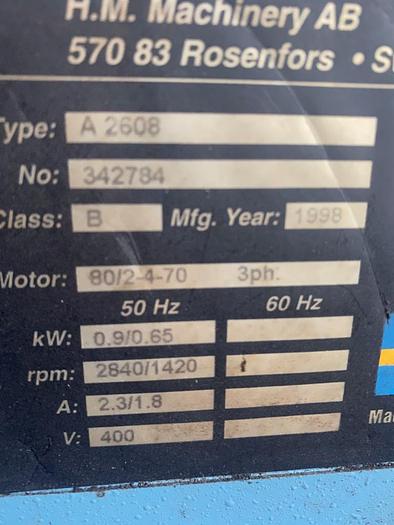 H.M. Machinery AB
570 83 Rosenfors • S
Type: A 2608
No: 342784
Class: B Mfg. Year: 1998
Motor: 80/2-4-70 3ph.
50 Hz 60 Hz
kW: 0.9/0.65
rpm: 2840/1420
A: 2.3/1.8
V: 400
Ma